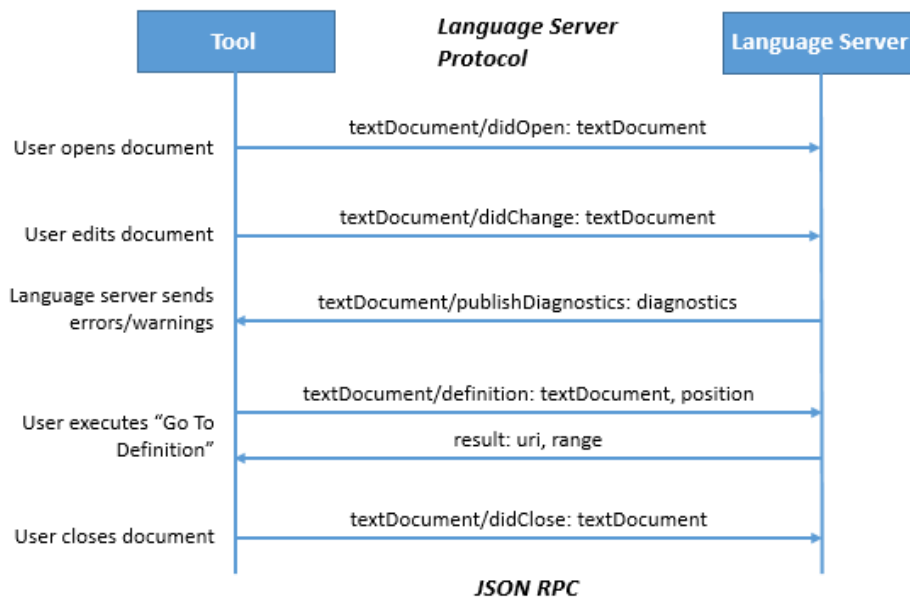 Tool
Language Server
Protocol
Language Server
textDocument/didOpen: textDocument
User opens document
textDocument/didChange: textDocument
User edits document
Language server sends
errors/warnings
textDocument/publishDiagnostics: diagnostics
textDocument/definition: textDocument, position
User executes “Go To
Definition”
result: uri, range
textDocument/didClose: textDocument
User closes document
JSON RPC